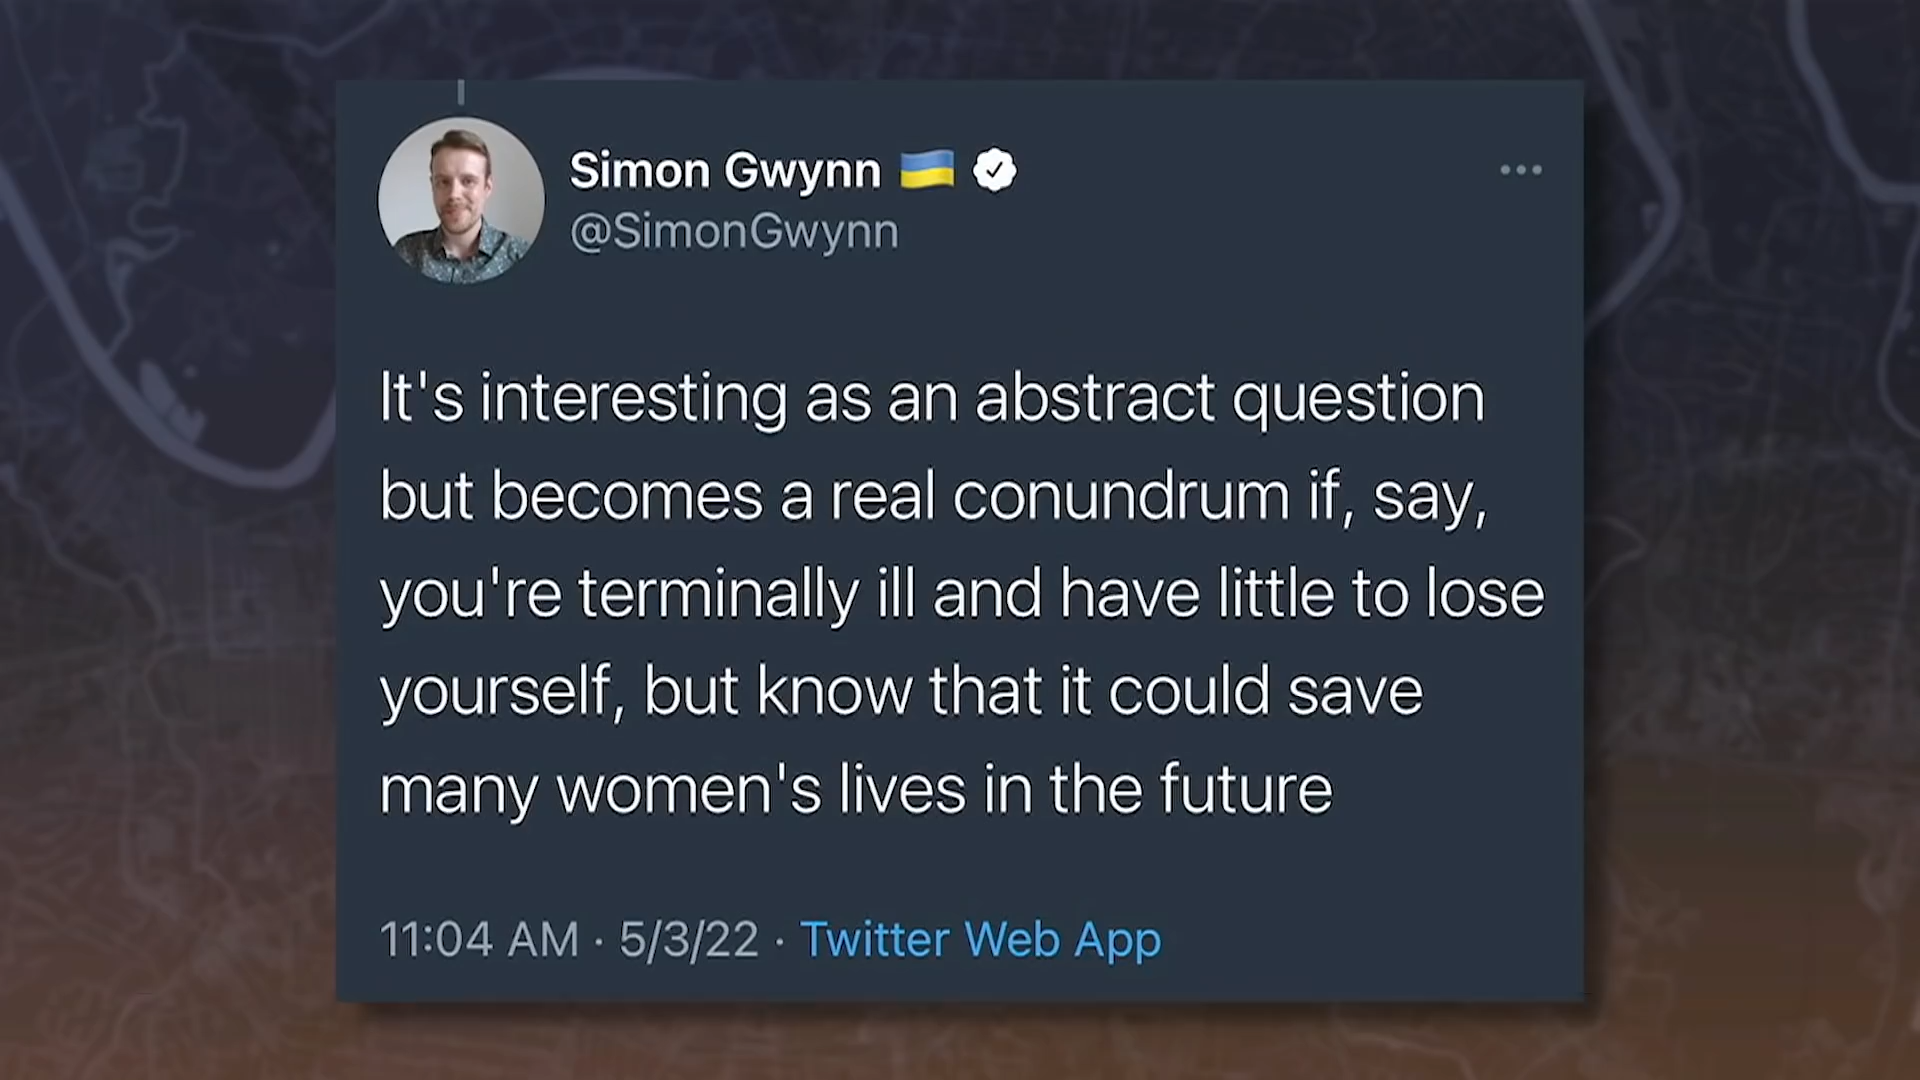 Simon Gwynn 🇺🇦
@SimonGwynn
It's interesting as an abstract question
but becomes a real conundrum if, say,
you're terminally ill and have little to lose
yourself, but know that it could save
many women's lives in the future
11:04 AM · 5/3/22 · Twitter Web App